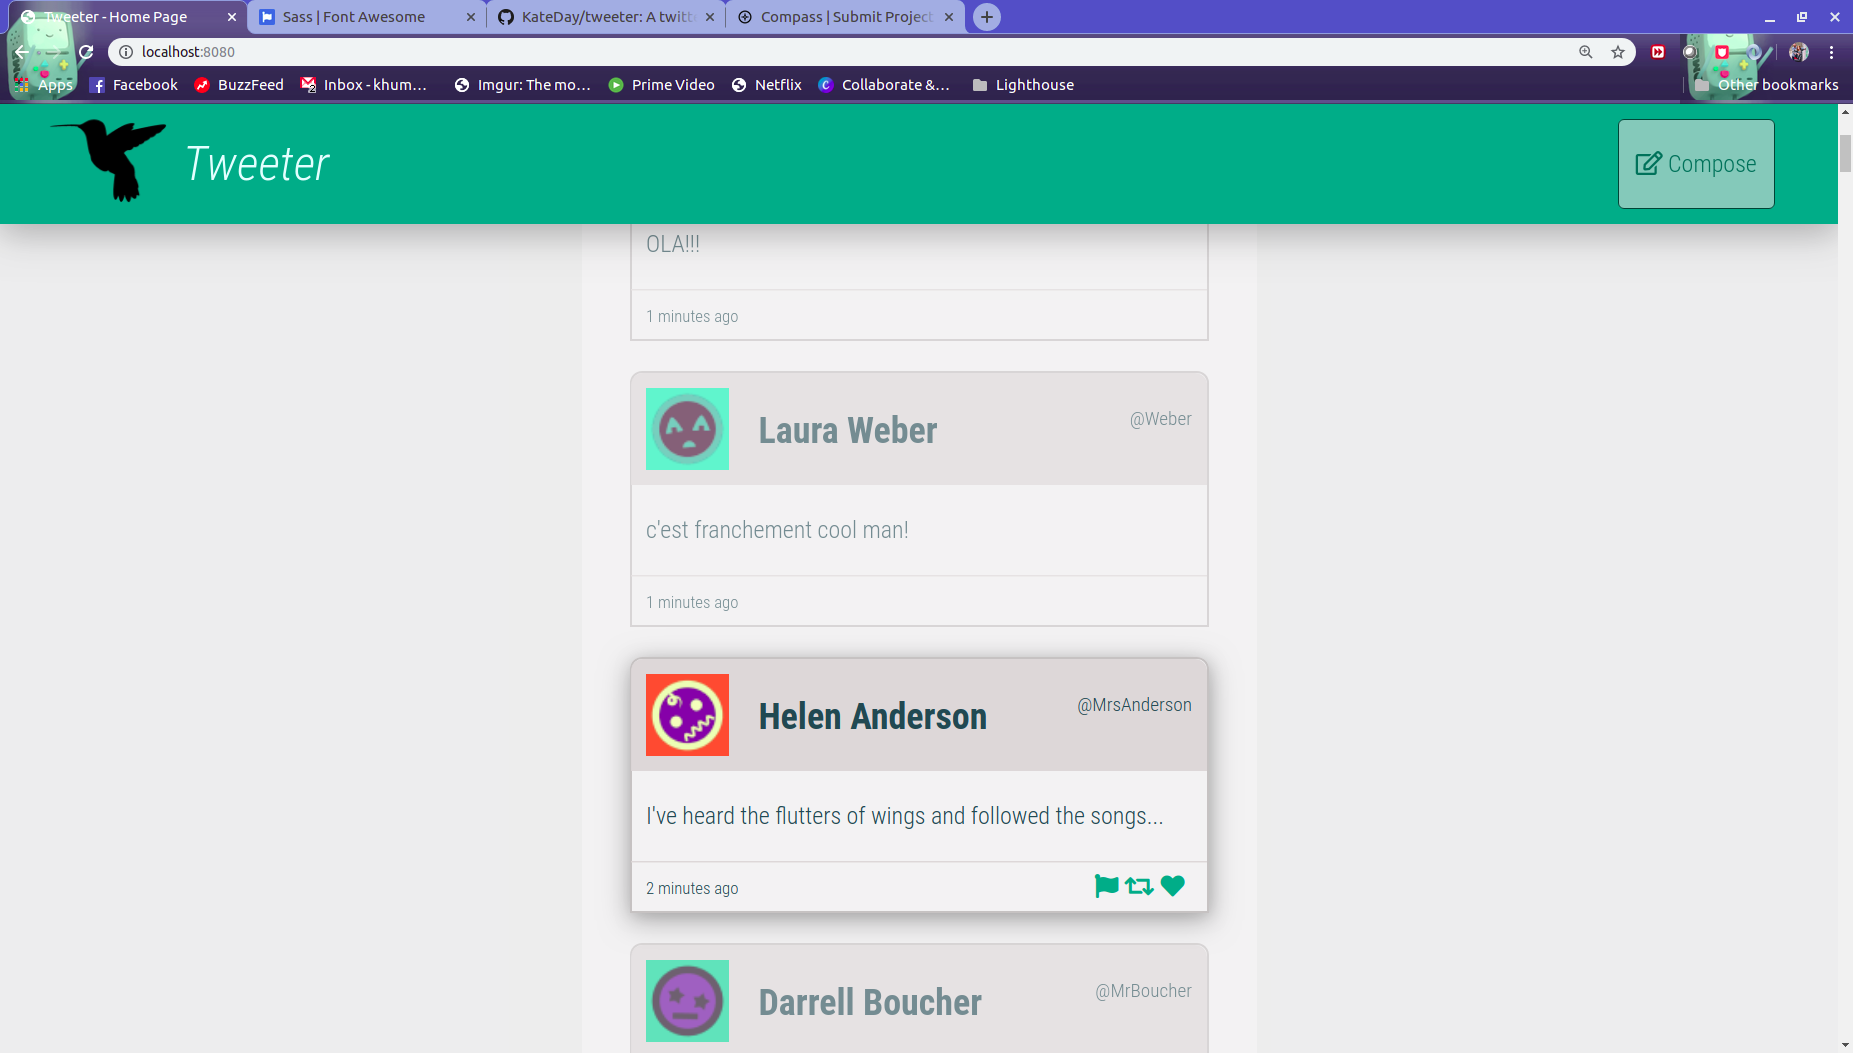 Tweeter - Home Page
Sass | Font Awesome
KateDay/tweeter: A twitt
Compass | Submit Project
localhost:8080
Apps
Facebook
BuzzFeed
Inbox - khum...
Imgur: The mo...
Prime Video
Netflix
Collaborate &...
Lighthouse
Other bookmarks
Tweeter
Compose
OLA!!!
1 minutes ago
Laura Weber
@Weber
c'est franchement cool man!
1 minutes ago
Helen Anderson
@MrsAnderson
I've heard the flutters of wings and followed the songs...
2 minutes ago
Darrell Boucher
@MrBoucher